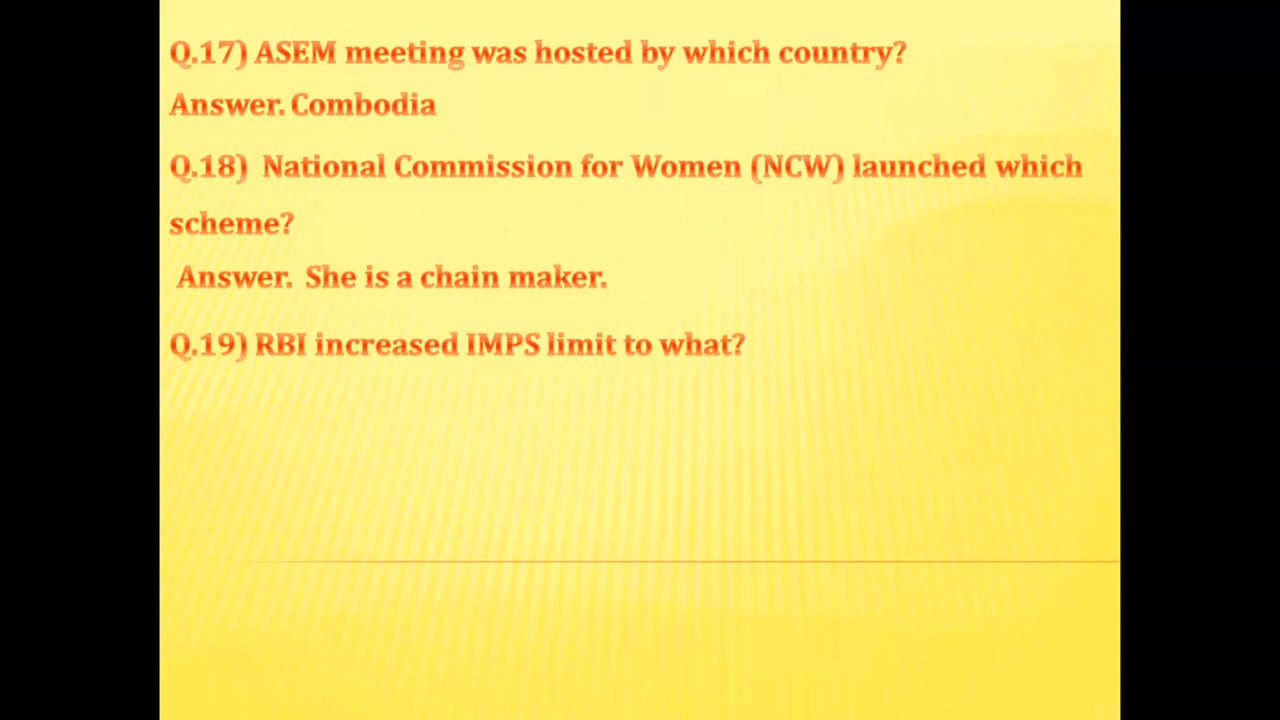 Q.17) ASEM meeting was hosted by which country?
Answer. Combodia
Q.18) National Commission for Women (NCW) launched which
scheme?
Answer. She is a chain maker.
Q.19) RBI increased IMPS limit to what?